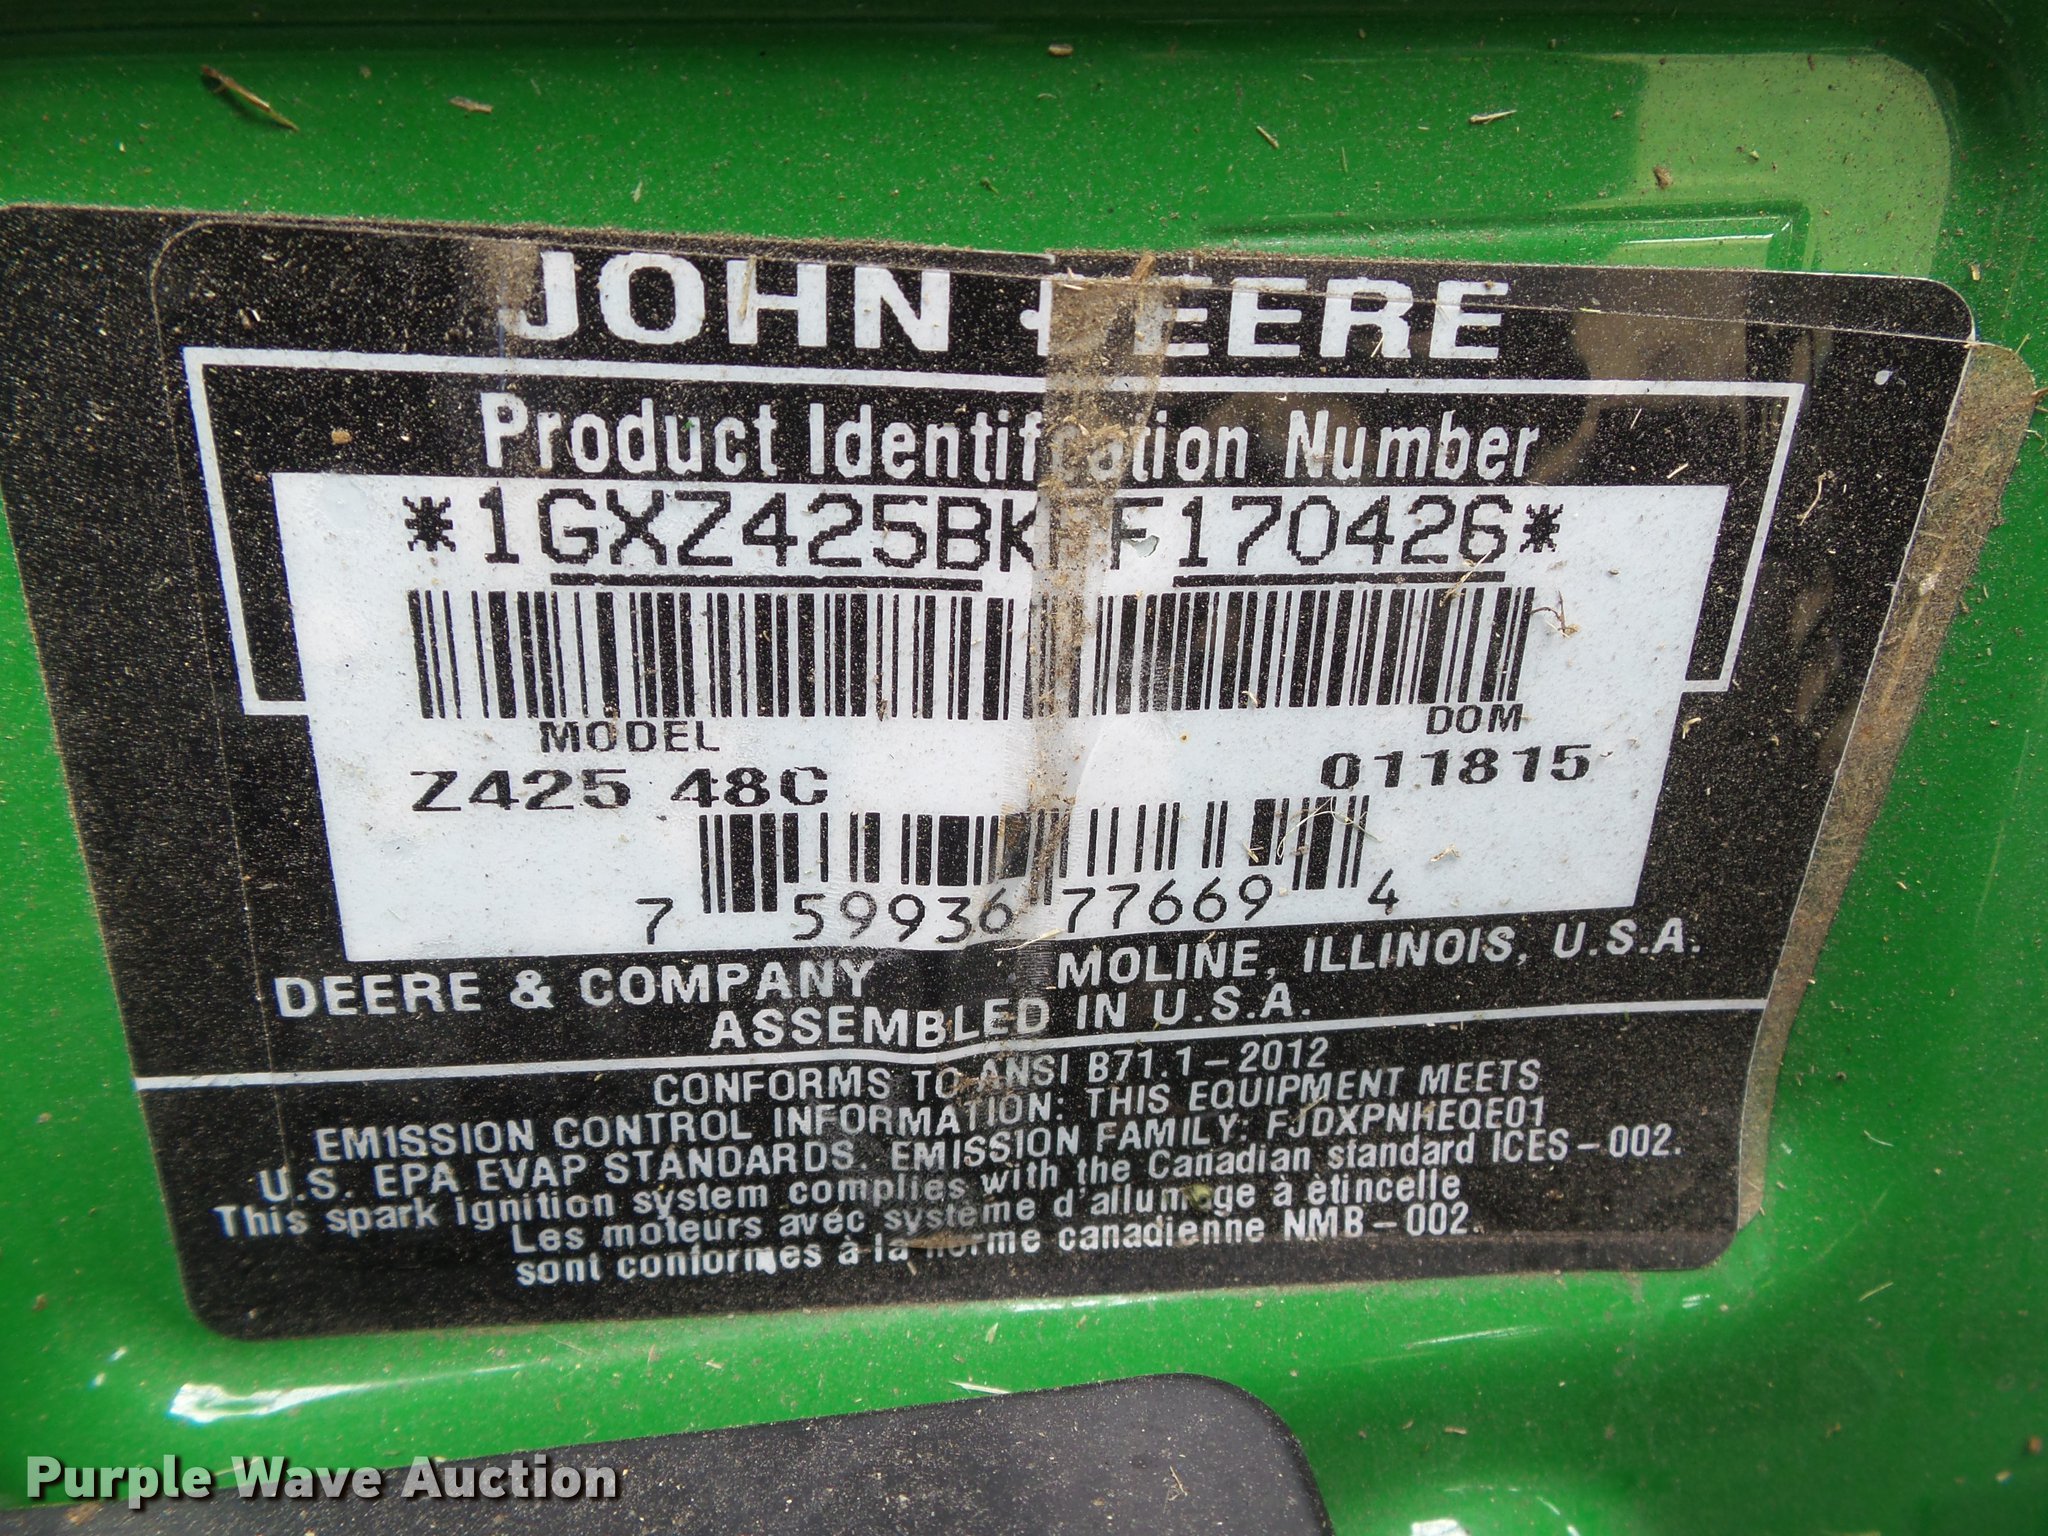 JOHN DEERE
Product Identification Number
*1GXZ425BK F170426*
MODEL DOM
Z425 48C 011815
7 59936 77669 4
DEERE & COMPANY MOLINE, ILLINOIS, U.S.A.
ASSEMBLED IN U.S.A.
CONFORMS TO ANSI B71.1-2012
EMISSION CONTROL INFORMATION: THIS EQUIPMENT MEETS
U.S. EPA EVAP STANDARDS. EMISSION FAMILY: FJDXPNHEQE01
This spark ignition system complies with the Canadian standard ICES-002.
Les moteurs avec système d'allumage à étincelle
sont conformes à la norme canadienne NMB-002.
Purple Wave Auction